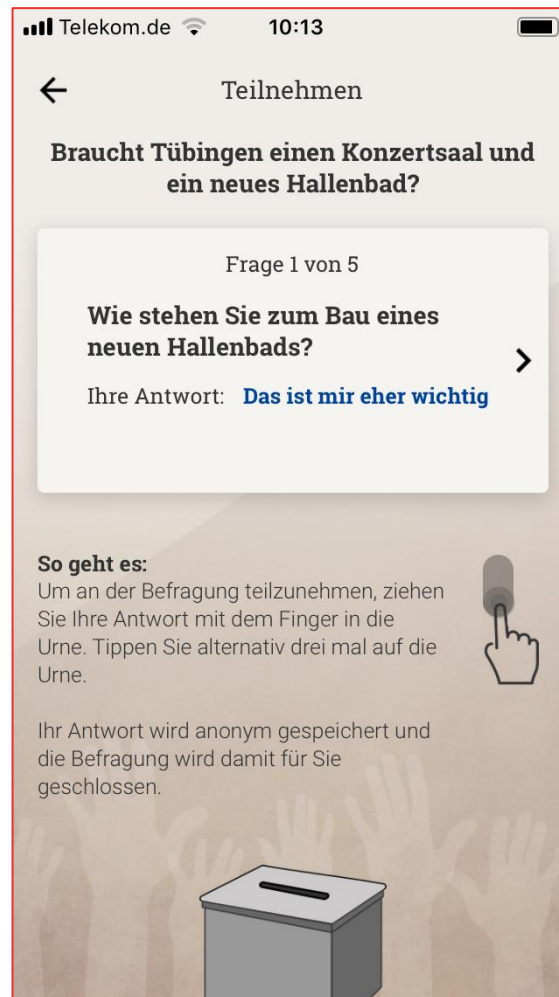 Telekom.de 10:13
Teilnehmen
Braucht Tübingen einen Konzertsaal und
ein neues Hallenbad?
Frage 1 von 5
Wie stehen Sie zum Bau eines
neuen Hallenbads?
Ihre Antwort: Das ist mir eher wichtig
So geht es:
Um an der Befragung teilzunehmen, ziehen
Sie Ihre Antwort mit dem Finger in die
Urne. Tippen Sie alternativ drei mal auf die
Urne.
Ihr Antwort wird anonym gespeichert und
die Befragung wird damit für Sie
geschlossen.